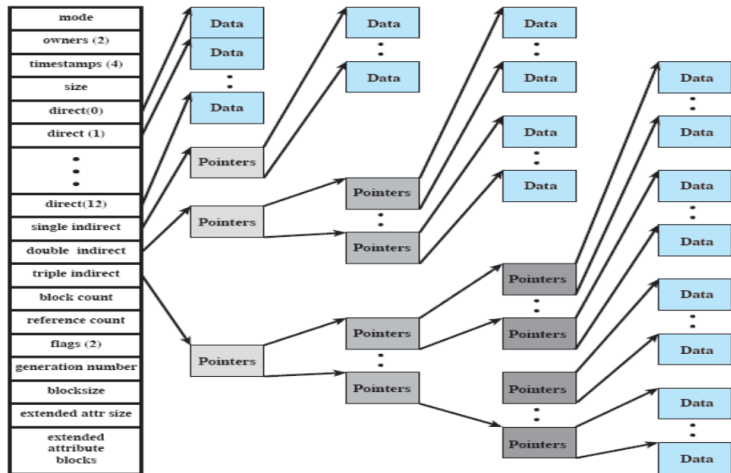 mode
owners (2)
timestamps (4)
size
direct(0)
direct (1)
direct(12)
single indirect
double indirect
triple indirect
block count
reference count
flags (2)
generation number
blocksize
extended attr size
extended
attribute
blocks
Data
Data
Data
Pointers
Pointers
Pointers
Data
Data
Pointers
Pointers
Pointers
Pointers
Data
Data
Data
Data
Pointers
Pointers
Pointers
Pointers
Data
Data
Data
Data
Data
Data
Data
Data